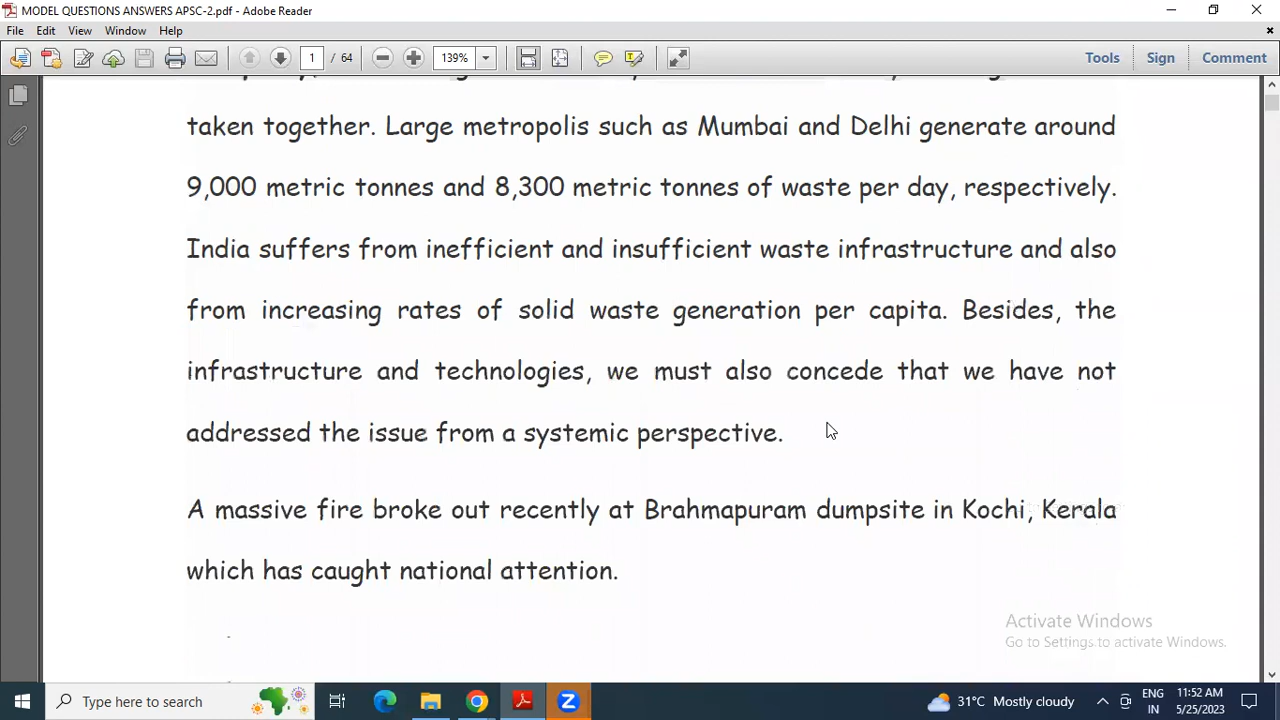 MODEL QUESTIONS ANSWERS APSC-2.pdf - Adobe Reader
File Edit View Window Help
1 / 64 139% Tools Sign Comment
taken together. Large metropolis such as Mumbai and Delhi generate around
9,000 metric tonnes and 8,300 metric tonnes of waste per day, respectively.
India suffers from inefficient and insufficient waste infrastructure and also
from increasing rates of solid waste generation per capita. Besides, the
infrastructure and technologies, we must also concede that we have not
addressed the issue from a systemic perspective.
A massive fire broke out recently at Brahmapuram dumpsite in Kochi, Kerala
which has caught national attention.
Activate Windows
Go to Settings to activate Windows.
Type here to search 31°C Mostly cloudy ENG 11:52 AM
IN 5/25/2023